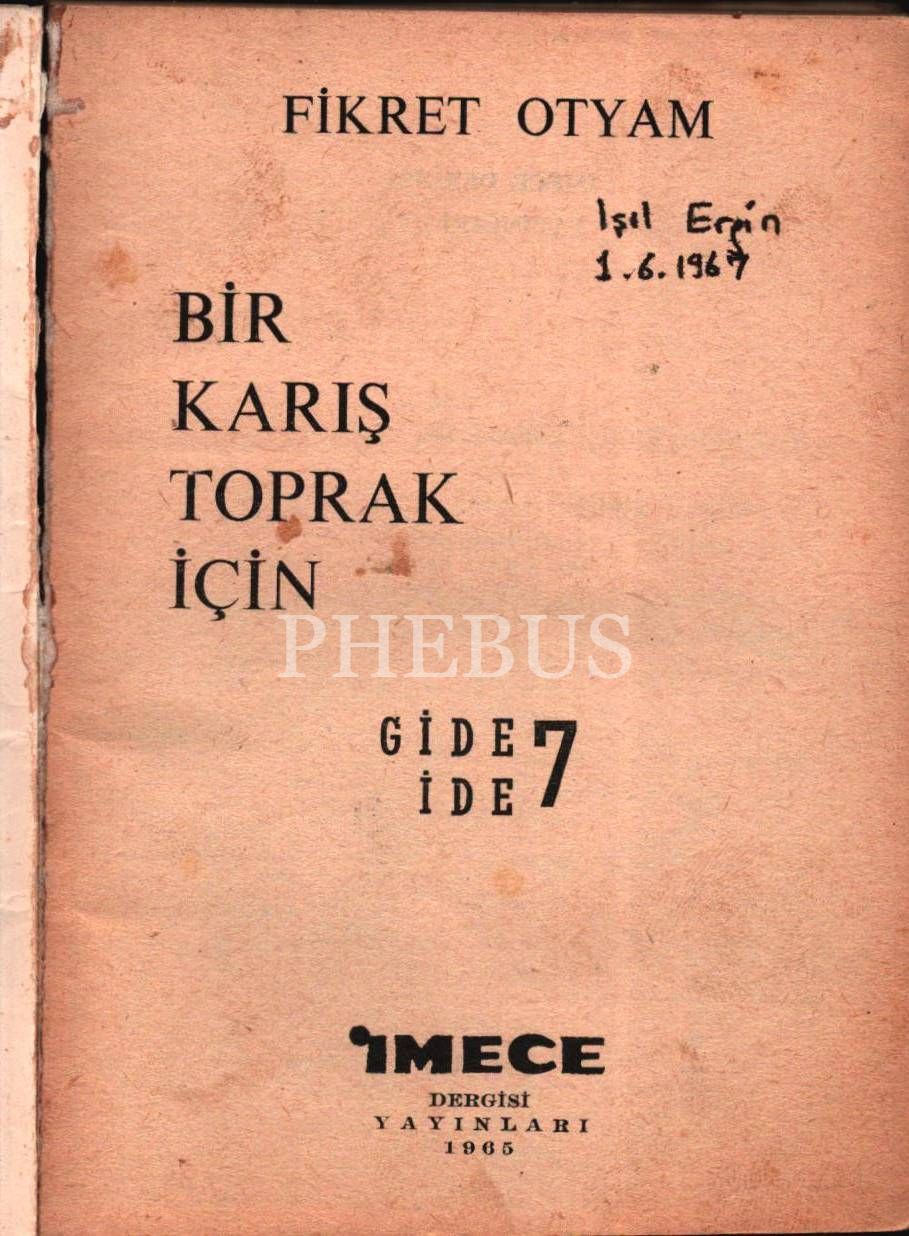 FİKRET OTYAM
Işıl Ergin
1.6.1967
BİR
KARIŞ
TOPRAK
İÇİN
PHEBUS
GİDE 7
İDE
İMECE
DERGİSİ
YAYINLARI
1965